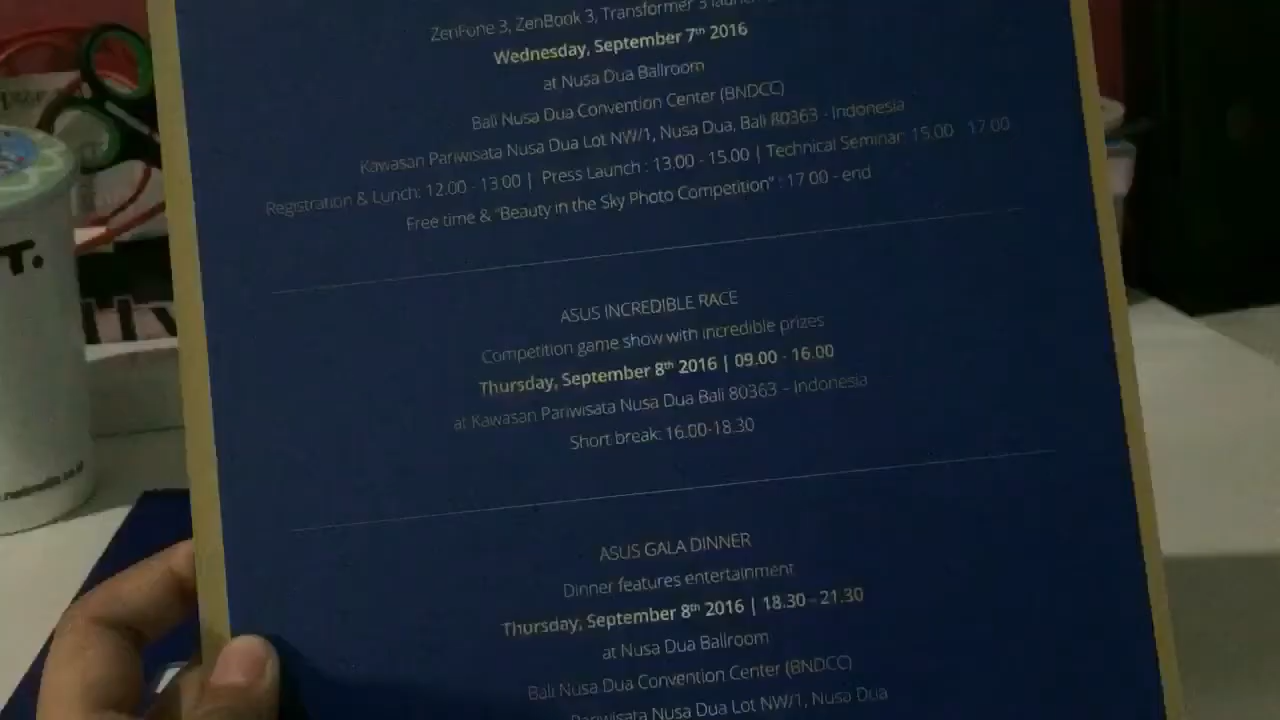 ZenFone 3, ZenBook 3, Transformer 3
Wednesday, September 7th 2016
at Nusa Dua Ballroom
Bali Nusa Dua Convention Center (BNDCC)
Kawasan Pariwisata Nusa Dua Lot NW/1, Nusa Dua, Bali 80363 - Indonesia
Registration & Lunch: 12.00 - 13.00 | Press Launch : 13.00 - 15.00 | Technical Seminar: 15.00 - 17.00
Free time & "Beauty in the Sky Photo Competition" : 17.00 - end
ASUS INCREDIBLE RACE
Competition game show with incredible prizes
Thursday, September 8th 2016 | 09.00 - 16.00
at Kawasan Pariwisata Nusa Dua Bali 80363 - Indonesia
Short break: 16.00-18.30
ASUS GALA DINNER
Dinner features entertainment
Thursday, September 8th 2016 | 18.30 - 21.30
at Nusa Dua Ballroom
Bali Nusa Dua Convention Center (BNDCC)
Pariwisata Nusa Dua Lot NW/1, Nusa Dua
T.